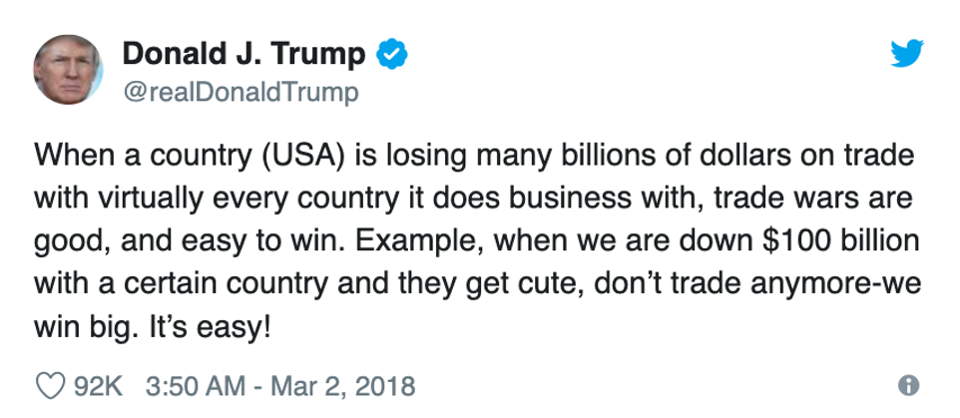 Donald J. Trump
@realDonaldTrump
When a country (USA) is losing many billions of dollars on trade
with virtually every country it does business with, trade wars are
good, and easy to win. Example, when we are down $100 billion
with a certain country and they get cute, don’t trade anymore-we
win big. It’s easy!
92K 3:50 AM - Mar 2, 2018